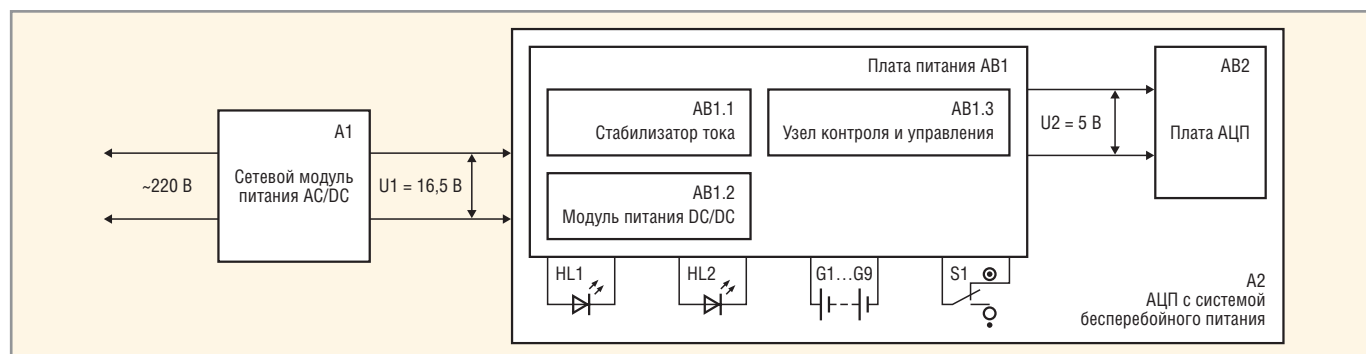 ~220 В
A1
Сетевой модуль
питания AC/DC
U1 = 16,5 В
Плата питания AB1
AB1.1
Стабилизатор тока
AB1.3
Узел контроля и управления
AB1.2
Модуль питания DC/DC
U2 = 5 В
AB2
Плата АЦП
HL1
HL2
G1...G9
S1
A2
АЦП с системой
бесперебойного питания